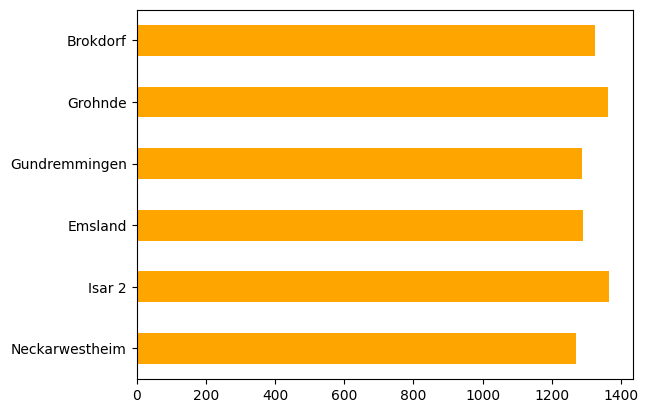 Brokdorf
Grohnde
Gundremmingen
Emsland
Isar 2
Neckarwestheim
0 200 400 600 800 1000 1200 1400